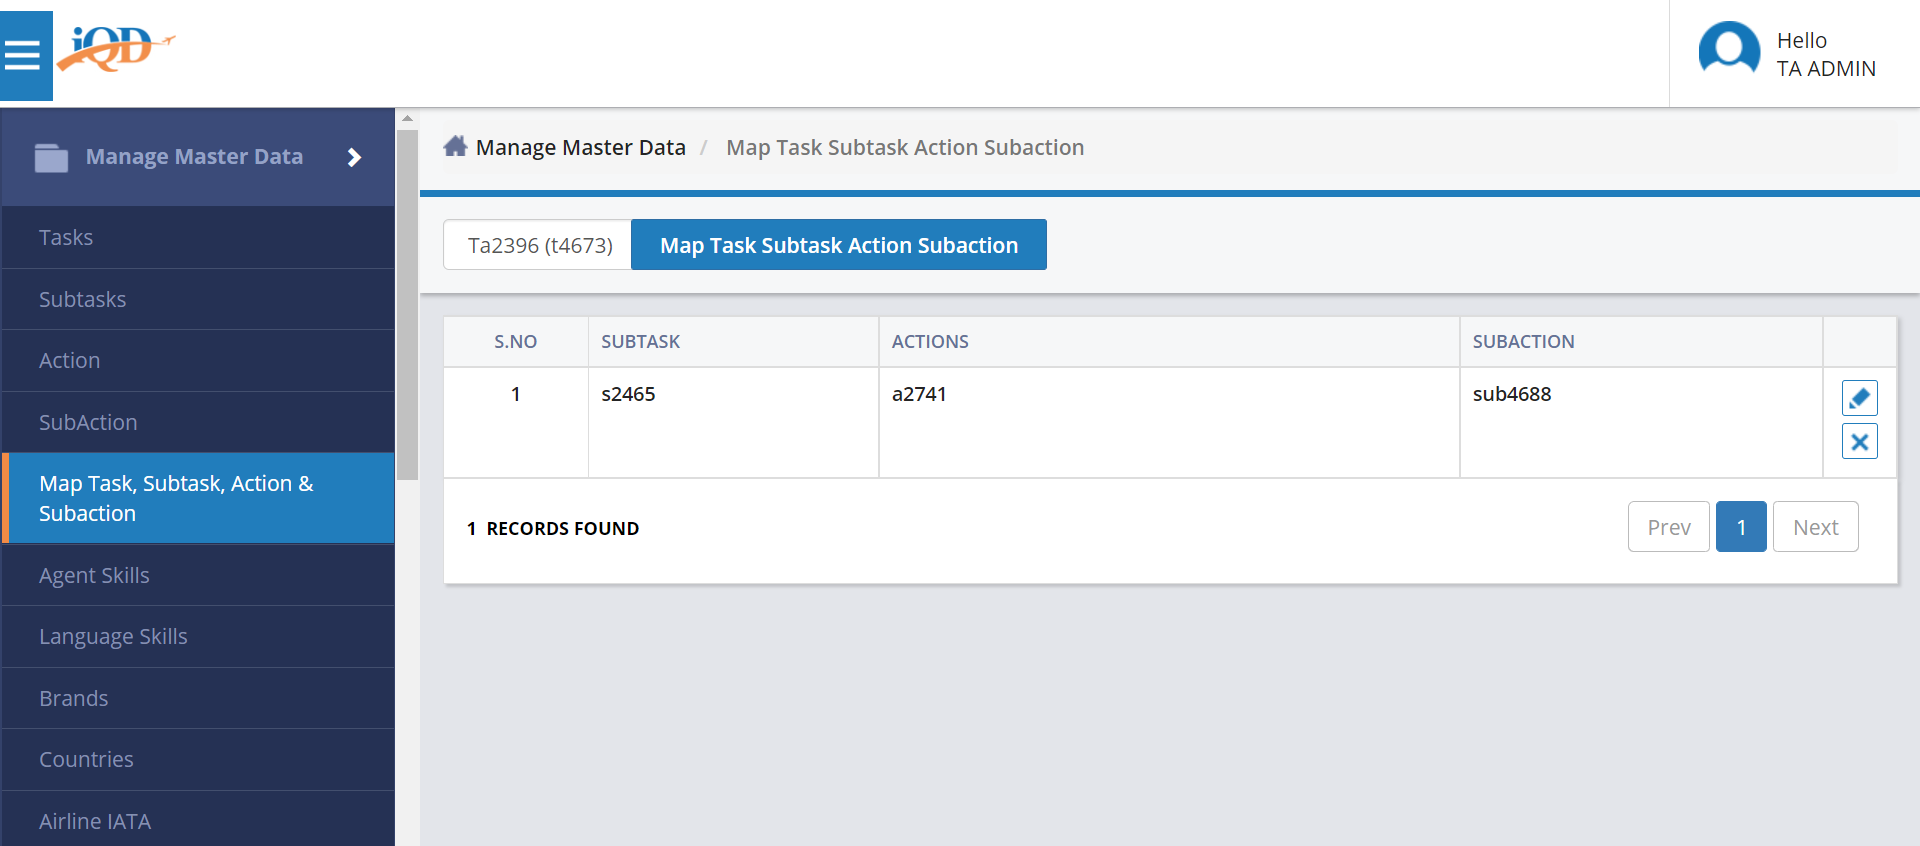 iQD
Hello
TA ADMIN
Manage Master Data
Tasks
Subtasks
Action
SubAction
Map Task, Subtask, Action &
Subaction
Agent Skills
Language Skills
Brands
Countries
Airline IATA
Manage Master Data / Map Task Subtask Action Subaction
Ta2396 (t4673) Map Task Subtask Action Subaction
S.NO SUBTASK ACTIONS SUBACTION
1 s2465 a2741 sub4688
1 RECORDS FOUND
Prev 1 Next